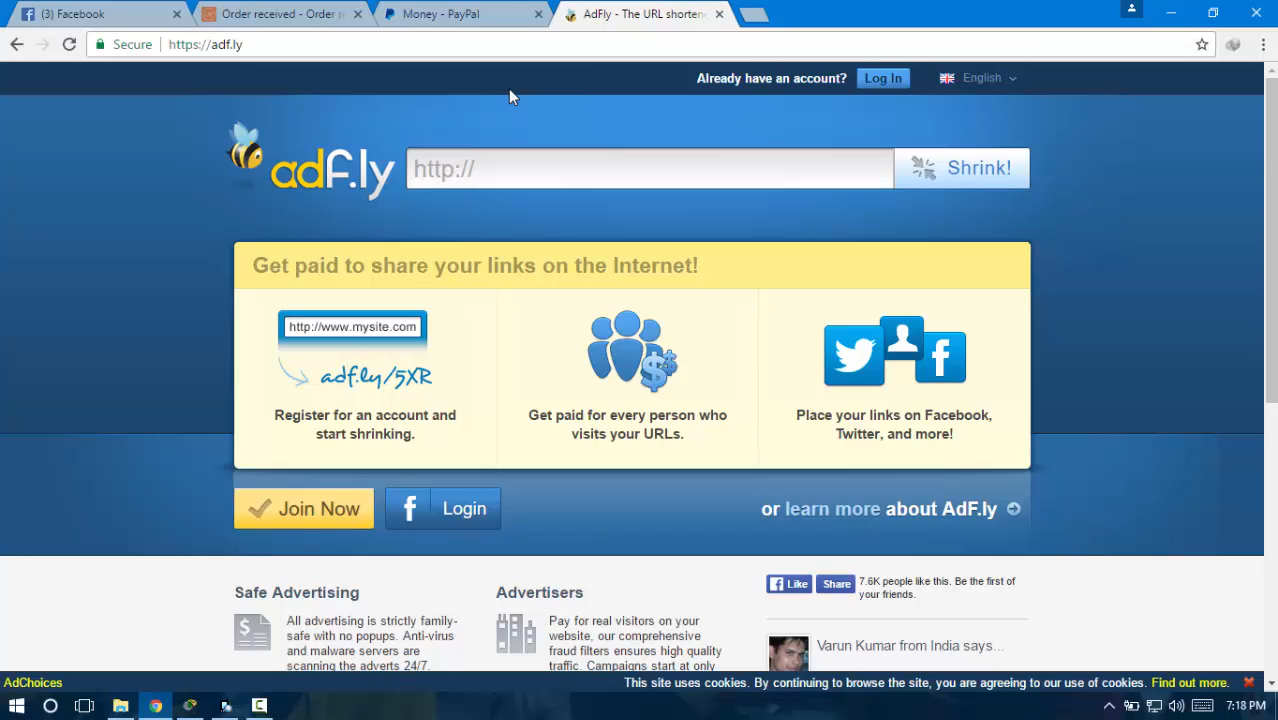 (3) Facebook
Order received - Order r
Money - PayPal
AdFly - The URL shorten
Secure
https://adf.ly
Already have an account?
Log In
English
adf.ly
http://
Shrink!
Get paid to share your links on the Internet!
http://www.mysite.com
adf.ly/5XR
Register for an account and
start shrinking.
Get paid for every person who
visits your URLs.
Place your links on Facebook,
Twitter, and more!
Join Now
Login
or learn more about AdF.ly
Safe Advertising
All advertising is strictly family-
safe with no popups. Anti-virus
and malware servers are
scanning the adverts 24/7.
Advertisers
Pay for real visitors on your
website, our comprehensive
fraud filters ensures high quality
traffic. Campaigns start at only
Like
Share
7.6K people like this. Be the first of
your friends.
Varun Kumar from India says...
AdChoices
This site uses cookies. By continuing to browse the site, you are agreeing to our use of cookies. Find out more.
7:18 PM